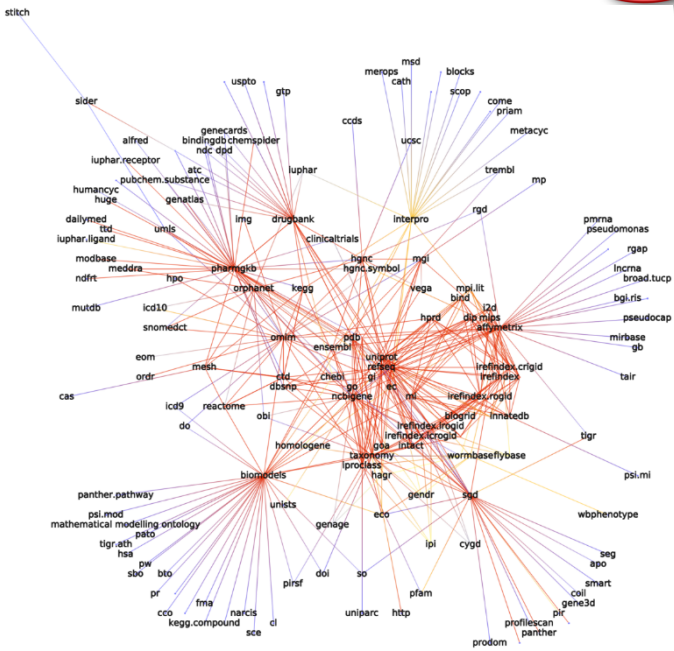 stitch
msd
merops
blocks
cath
uspto
scop
gtp
sider
come
priam
ccds
genecards
metacyc
alfred
bindingdb
chemspider
ucsc
ndc
dpd
iuphar.receptor
atc
iuphar
trembl
pubchem.substance
mp
humancyc
huge
genatlas
rgd
dailymed
img
drugbank
interpro
pmrna
ttd
umls
pseudomonas
iuphar.ligand
clinicaltrials
rgap
modbase
hgnc
mgi
meddra
pharmgkb
hgnc.symbol
lncrna
ndfrt
hpo
orphanet
kegg
vega
mpi.lit
broad.tucp
bind
bgi.ris
mutdb
icd10
i2d
hprd
dip
mips
pseudocap
snomedct
affymetrix
omim
pdb
mirbase
ensembl
gb
eom
uniprot
mesh
refseq
irefindex.crigid
ordr
ctd
chebi
gi
irefindex
tair
dbsnp
go
ec
cas
ncbigene
mi
irefindex.rogid
icd9
reactome
obi
biogrid
innatedb
do
irefindex.irogid
irefindex.icrogid
tigr
homologene
goa
intact
taxonomy
wormbase
flybase
iproclass
biomodels
hagr
psi.mi
panther.pathway
gendr
sgd
unists
psi.mod
eco
wbphenotype
mathematical modelling ontology
genage
pato
tigr.ath
ipi
cygd
hsa
seg
pw
apo
sbo
bto
pirsf
doi
so
smart
pr
pfam
coil
fma
gene3d
cco
narcis
uniparc
http
pir
kegg.compound
cl
profilescan
sce
panther
prodom